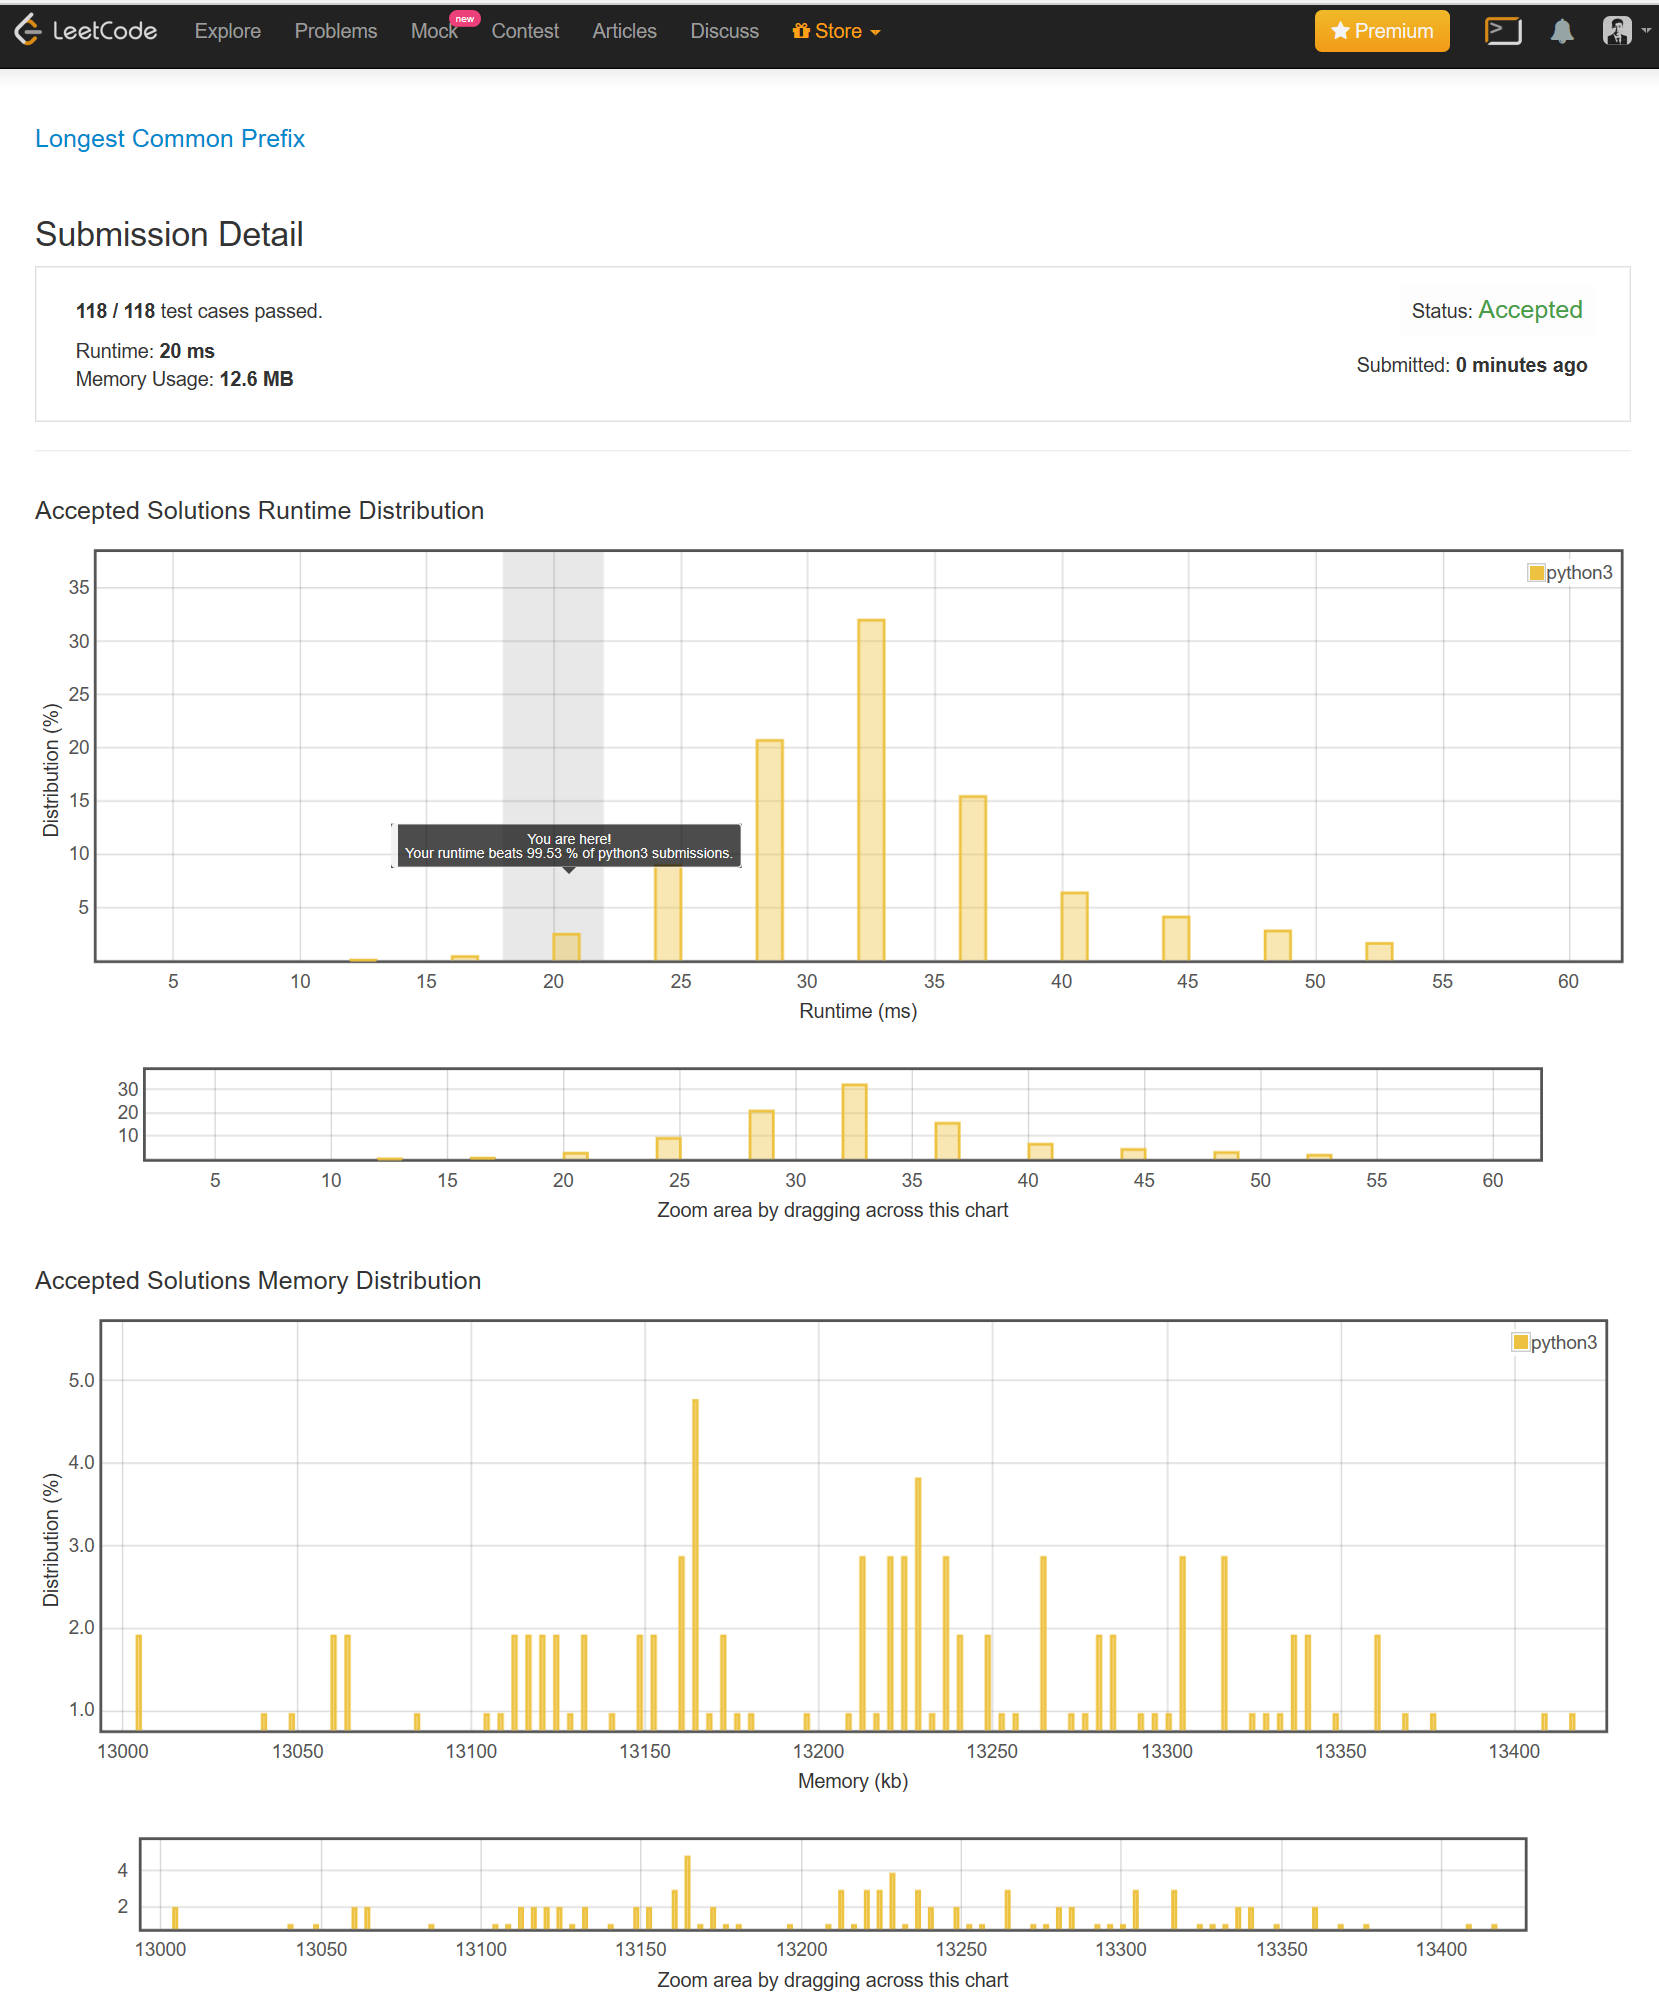 LeetCode Explore Problems Mock new Contest Articles Discuss Store Premium
Longest Common Prefix
Submission Detail
118 / 118 test cases passed.
Status: Accepted
Runtime: 20 ms
Submitted: 0 minutes ago
Memory Usage: 12.6 MB
Accepted Solutions Runtime Distribution
python3
35
30
25
20
15
10
5
Distribution (%)
You are here!
Your runtime beats 99.53 % of python3 submissions.
5 10 15 20 25 30 35 40 45 50 55 60
Runtime (ms)
30
20
10
5 10 15 20 25 30 35 40 45 50 55 60
Zoom area by dragging across this chart
Accepted Solutions Memory Distribution
python3
5.0
4.0
3.0
2.0
1.0
Distribution (%)
13000 13050 13100 13150 13200 13250 13300 13350 13400
Memory (kb)
4
2
13000 13050 13100 13150 13200 13250 13300 13350 13400
Zoom area by dragging across this chart